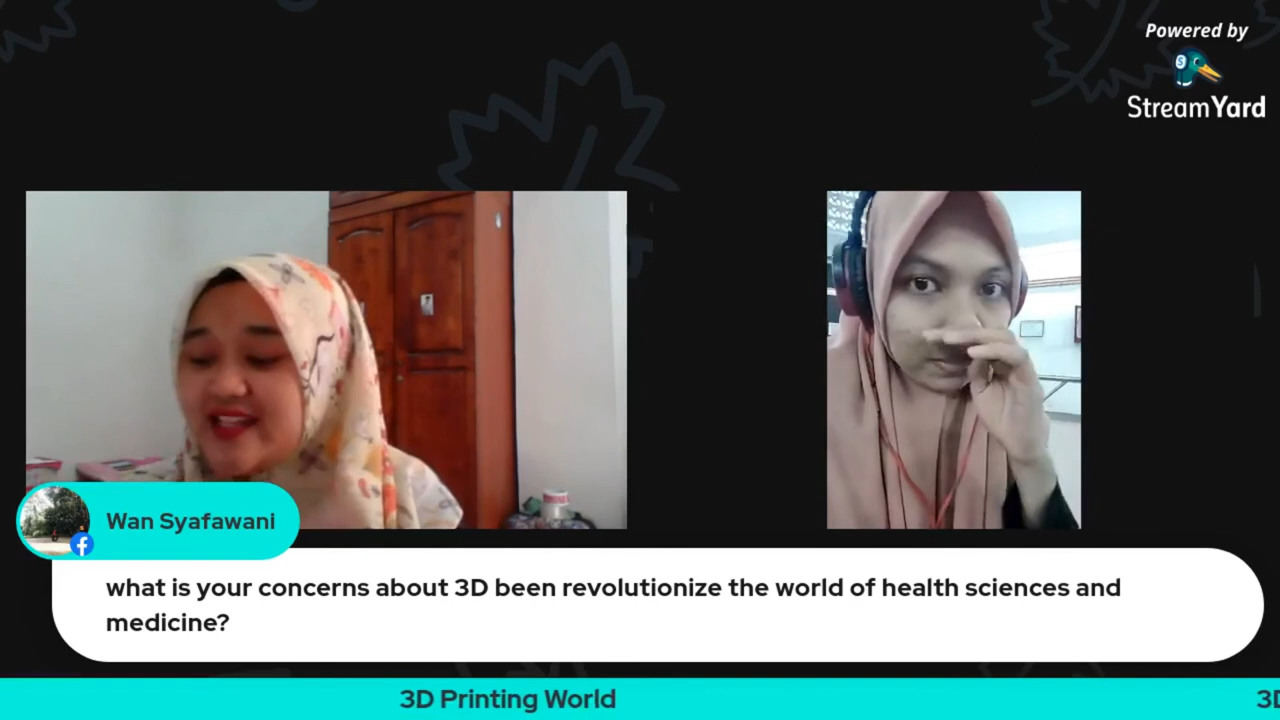 Powered by
StreamYard
Wan Syafawani
what is your concerns about 3D been revolutionize the world of health sciences and
medicine?
3D Printing World
3D